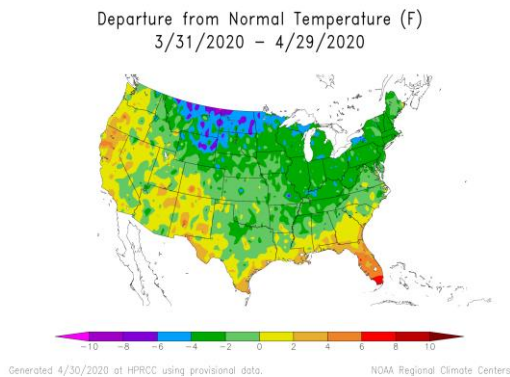 Departure from Normal Temperature (F)
3/31/2020 – 4/29/2020
-10 -8 -6 -4 -2 0 2 4 6 8 10
Generated 4/30/2020 at HPRCC using provisional data.
NOAA Regional Climate Centers